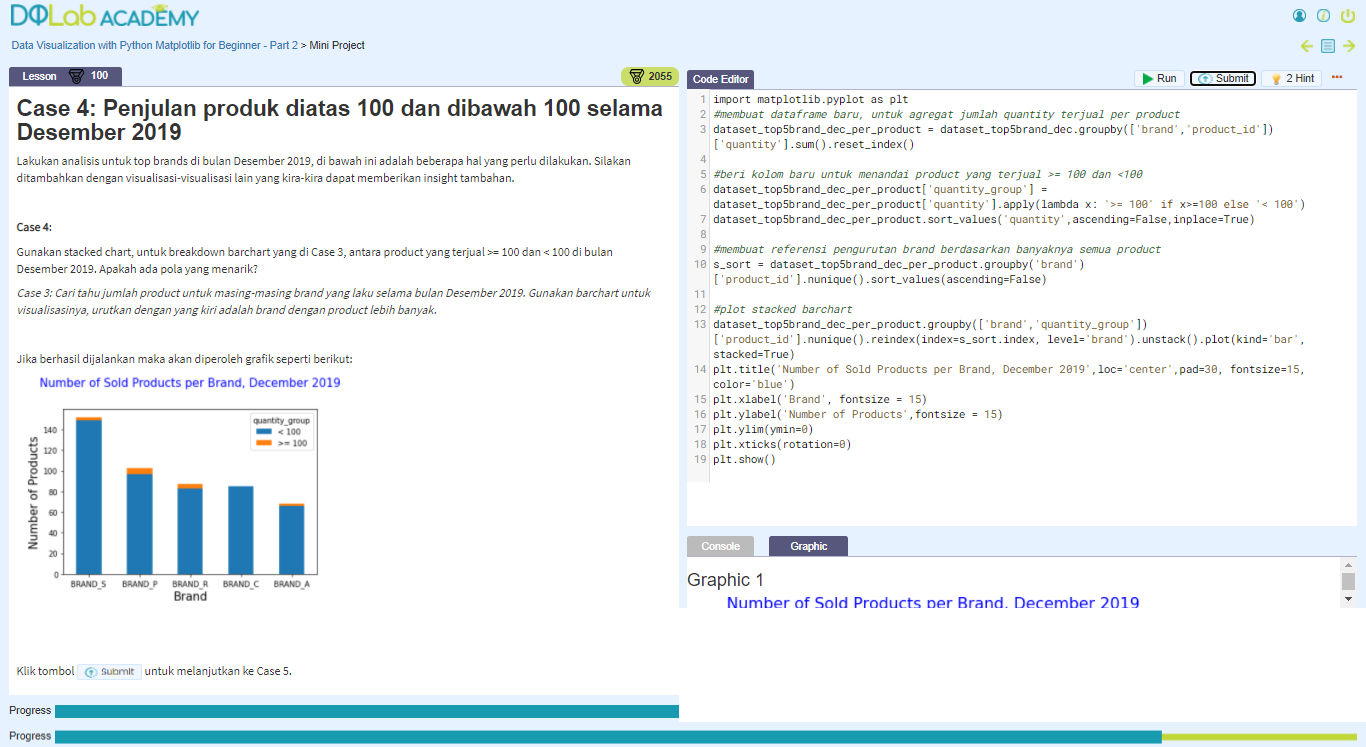 DQLab ACADEMY
Data Visualization with Python Matplotlib for Beginner - Part 2 > Mini Project
Lesson 100
2055
Case 4: Penjulan produk diatas 100 dan dibawah 100 selama
Desember 2019
Lakukan analisis untuk top brands di bulan Desember 2019, di bawah ini adalah beberapa hal yang perlu dilakukan. Silakan
ditambahkan dengan visualisasi-visualisasi lain yang kira-kira dapat memberikan insight tambahan.
Case 4:
Gunakan stacked chart, untuk breakdown barchart yang di Case 3, antara product yang terjual >= 100 dan < 100 di bulan
Desember 2019. Apakah ada pola yang menarik?
Case 3: Cari tahu jumlah product untuk masing-masing brand yang laku selama bulan Desember 2019. Gunakan barchart untuk
visualisasinya, urutkan dengan yang kiri adalah brand dengan product lebih banyak.
Jika berhasil dijalankan maka akan diperoleh grafik seperti berikut:
Number of Sold Products per Brand, December 2019
quantity_group
< 100
>= 100
140
120
100
80
60
40
20
0
Number of Products
BRAND_S BRAND_P BRAND_R BRAND_C BRAND_A
Brand
Klik tombol Submit untuk melanjutkan ke Case 5.
Code Editor
Run Submit 2 Hint
1 import matplotlib.pyplot as plt
2 #membuat dataframe baru, untuk agregat jumlah quantity terjual per product
3 dataset_top5brand_dec_per_product = dataset_top5brand_dec.groupby(['brand','product_id'])
['quantity'].sum().reset_index()
4
5 #beri kolom baru untuk menandai product yang terjual >= 100 dan <100
6 dataset_top5brand_dec_per_product['quantity_group'] =
dataset_top5brand_dec_per_product['quantity'].apply(lambda x: '>= 100' if x>=100 else '< 100')
7 dataset_top5brand_dec_per_product.sort_values('quantity',ascending=False,inplace=True)
8
9 #membuat referensi pengurutan brand berdasarkan banyaknya semua product
10 s_sort = dataset_top5brand_dec_per_product.groupby('brand')
['product_id'].nunique().sort_values(ascending=False)
11
12 #plot stacked barchart
13 dataset_top5brand_dec_per_product.groupby(['brand','quantity_group'])
['product_id'].nunique().reindex(index=s_sort.index, level='brand').unstack().plot(kind='bar',
stacked=True)
14 plt.title('Number of Sold Products per Brand, December 2019',loc='center',pad=30, fontsize=15,
color='blue')
15 plt.xlabel('Brand', fontsize = 15)
16 plt.ylabel('Number of Products',fontsize = 15)
17 plt.ylim(ymin=0)
18 plt.xticks(rotation=0)
19 plt.show()
Console Graphic
Graphic 1
Number of Sold Products per Brand, December 2019
Progress
Progress